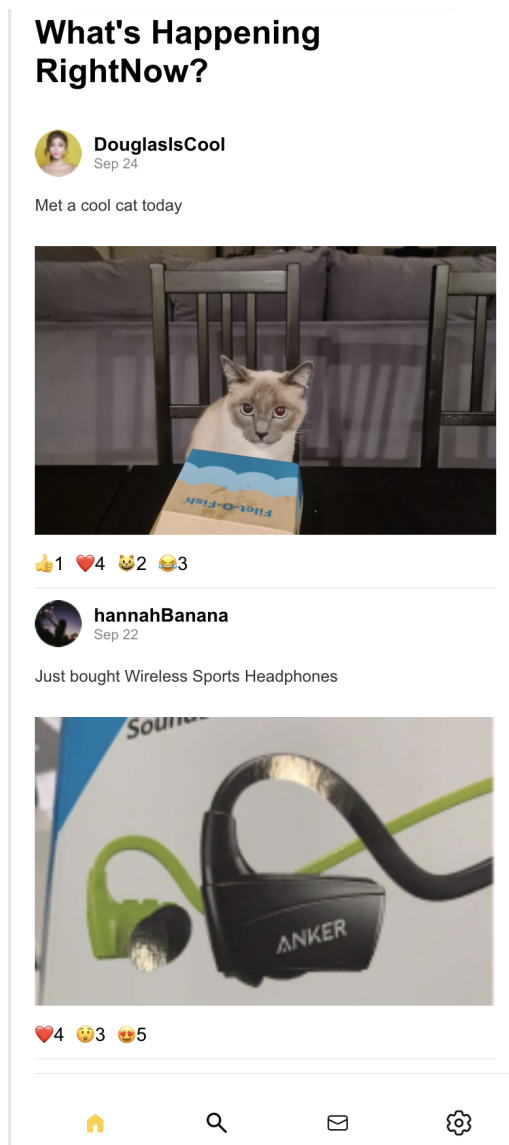 What's Happening
RightNow?
DouglasIsCool
Sep 24
Met a cool cat today
Filet-O-Fish
👍1 ❤️4 😺2 😂3
hannahBanana
Sep 22
Just bought Wireless Sports Headphones
ANKER
❤️4 😲3 😍5